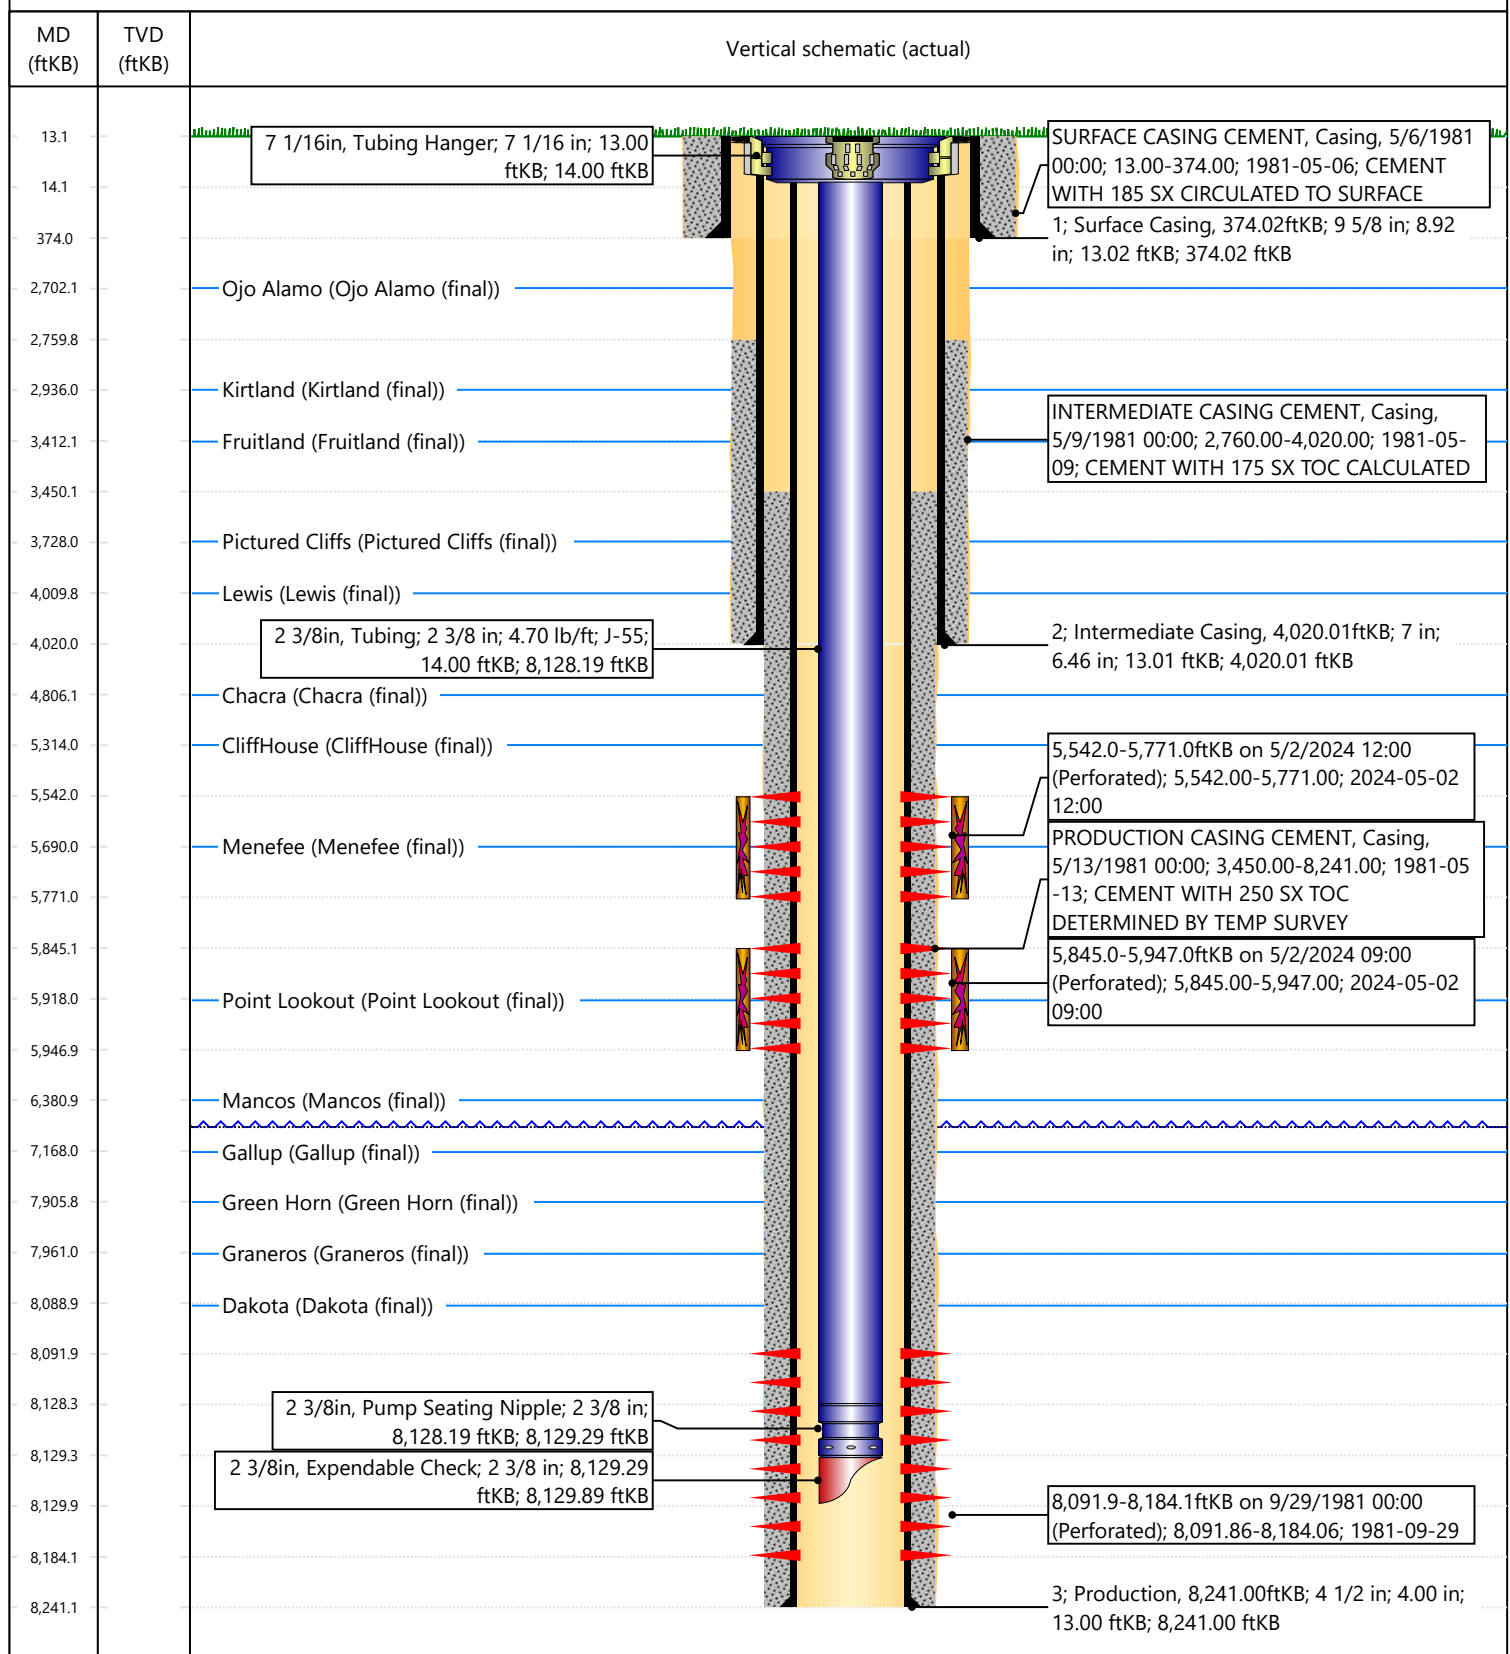 MD
(ftKB)
TVD
(ftKB)
Vertical schematic (actual)
13.1
14.1
374.0
2,702.1
2,759.8
2,936.0
3,412.1
3,450.1
3,728.0
4,009.8
4,020.0
4,806.1
5,314.0
5,542.0
5,690.0
5,771.0
5,845.1
5,918.0
5,946.9
6,380.9
7,168.0
7,905.8
7,961.0
8,088.9
8,091.9
8,128.3
8,129.3
8,129.9
8,184.1
8,241.1
7 1/16in, Tubing Hanger; 7 1/16 in; 13.00
ftKB; 14.00 ftKB
Ojo Alamo (Ojo Alamo (final))
Kirtland (Kirtland (final))
Fruitland (Fruitland (final))
Pictured Cliffs (Pictured Cliffs (final))
Lewis (Lewis (final))
2 3/8in, Tubing; 2 3/8 in; 4.70 lb/ft; J-55;
14.00 ftKB; 8,128.19 ftKB
Chacra (Chacra (final))
CliffHouse (CliffHouse (final))
Menefee (Menefee (final))
Point Lookout (Point Lookout (final))
Mancos (Mancos (final))
Gallup (Gallup (final))
Green Horn (Green Horn (final))
Graneros (Graneros (final))
Dakota (Dakota (final))
2 3/8in, Pump Seating Nipple; 2 3/8 in;
8,128.19 ftKB; 8,129.29 ftKB
2 3/8in, Expendable Check; 2 3/8 in; 8,129.29
ftKB; 8,129.89 ftKB
SURFACE CASING CEMENT, Casing, 5/6/1981
00:00; 13.00-374.00; 1981-05-06; CEMENT
WITH 185 SX CIRCULATED TO SURFACE
1; Surface Casing, 374.02ftKB; 9 5/8 in; 8.92
in; 13.02 ftKB; 374.02 ftKB
INTERMEDIATE CASING CEMENT, Casing,
5/9/1981 00:00; 2,760.00-4,020.00; 1981-05-
09; CEMENT WITH 175 SX TOC CALCULATED
2; Intermediate Casing, 4,020.01ftKB; 7 in;
6.46 in; 13.01 ftKB; 4,020.01 ftKB
5,542.0-5,771.0ftKB on 5/2/2024 12:00
(Perforated); 5,542.00-5,771.00; 2024-05-02
12:00
PRODUCTION CASING CEMENT, Casing,
5/13/1981 00:00; 3,450.00-8,241.00; 1981-05
-13; CEMENT WITH 250 SX TOC
DETERMINED BY TEMP SURVEY
5,845.0-5,947.0ftKB on 5/2/2024 09:00
(Perforated); 5,845.00-5,947.00; 2024-05-02
09:00
8,091.9-8,184.1ftKB on 9/29/1981 00:00
(Perforated); 8,091.86-8,184.06; 1981-09-29
3; Production, 8,241.00ftKB; 4 1/2 in; 4.00 in;
13.00 ftKB; 8,241.00 ftKB